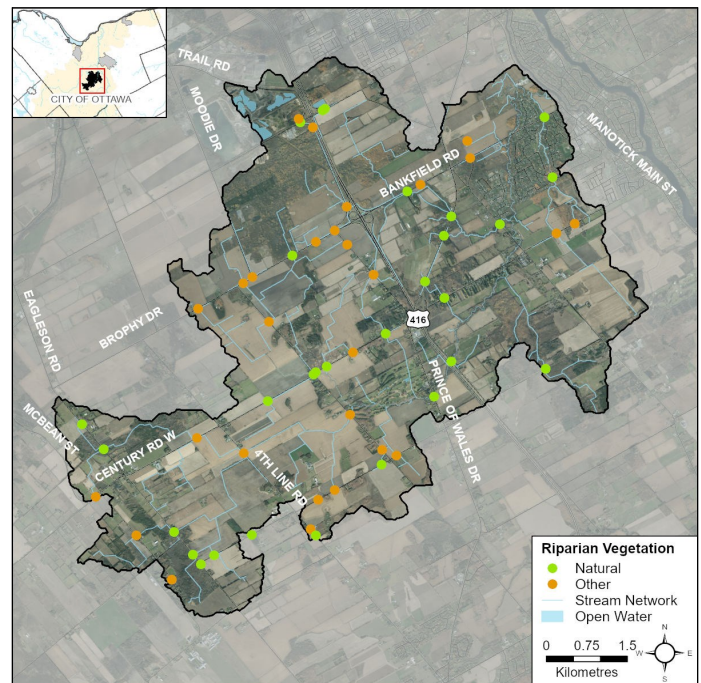 CITY OF OTTAWA
TRAIL RD
MOODIE DR
MANOTICK MAIN ST
BANKFIELD RD
EAGLESON RD
BROPHY DR
416
PRINCE OF WALES DR
MCBEAN ST
CENTURY RD W
4TH LINE RD
Riparian Vegetation
Natural
Other
Stream Network
Open Water
0 0.75 1.5
Kilometres
N
W E
S